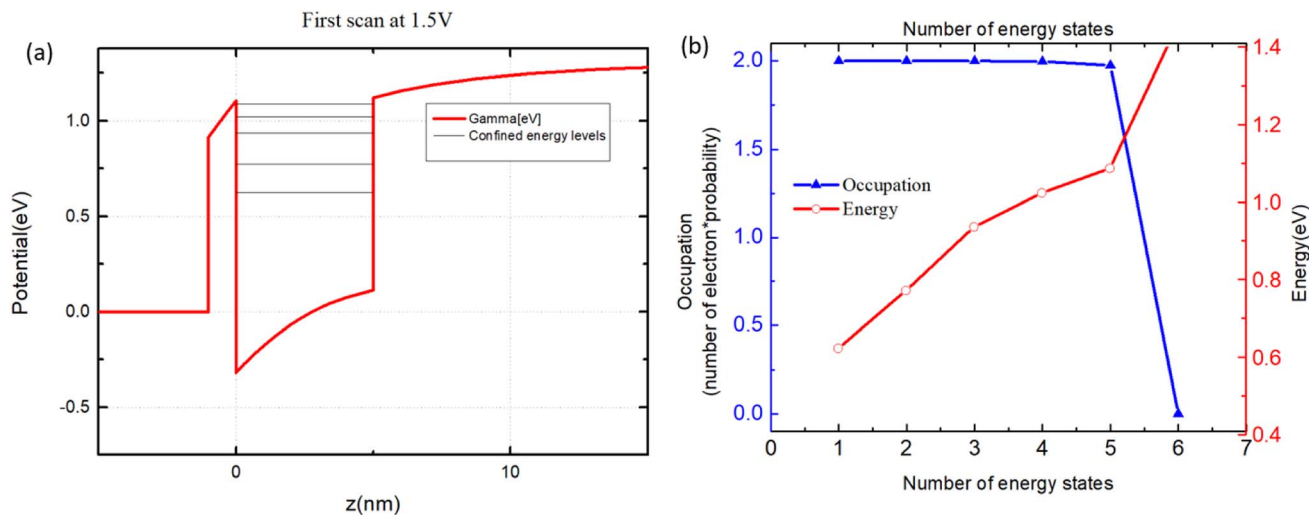 First scan at 1.5V
(a)
Gamma[eV]
Confined energy levels
1.0
0.5
0.0
-0.5
Potential(eV)
0
10
z(nm)
(b)
Number of energy states
2.0
1.5
1.0
0.5
0.0
Occupation
(number of electron*probability)
Occupation
Energy
1.4
1.2
1.0
0.8
0.6
0.4
Energy(eV)
0 1 2 3 4 5 6 7
Number of energy states